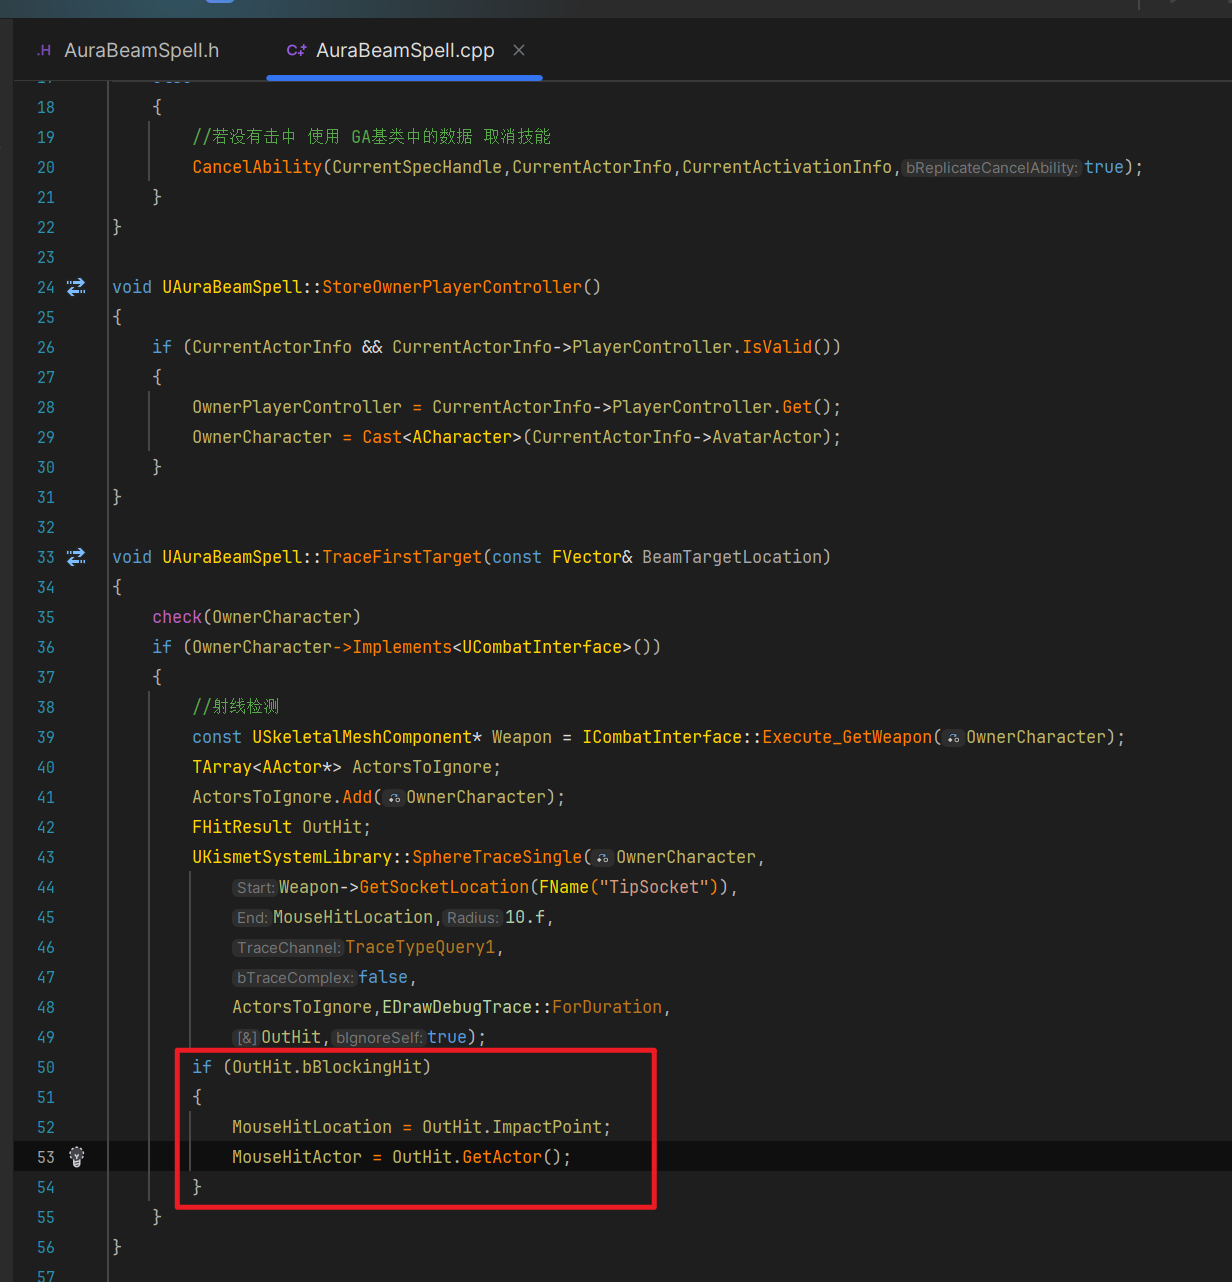 .H AuraBeamSpell.h C++ AuraBeamSpell.cpp ×
18 {
19 //若没有击中 使用 GA基类中的数据 取消技能
20 CancelAbility(CurrentSpecHandle,CurrentActorInfo,CurrentActivationInfo, bReplicateCancelAbility: true);
21 }
22 }
23
24 void UAuraBeamSpell::StoreOwnerPlayerController()
25 {
26 if (CurrentActorInfo && CurrentActorInfo->PlayerController.IsValid())
27 {
28 OwnerPlayerController = CurrentActorInfo->PlayerController.Get();
29 OwnerCharacter = Cast<ACharacter>(CurrentActorInfo->AvatarActor);
30 }
31 }
32
33 void UAuraBeamSpell::TraceFirstTarget(const FVector& BeamTargetLocation)
34 {
35 check(OwnerCharacter)
36 if (OwnerCharacter->Implements<UCombatInterface>())
37 {
38 //射线检测
39 const USkeletalMeshComponent* Weapon = ICombatInterface::Execute_GetWeapon(OwnerCharacter);
40 TArray<AActor*> ActorsToIgnore;
41 ActorsToIgnore.Add(OwnerCharacter);
42 FHitResult OutHit;
43 UKismetSystemLibrary::SphereTraceSingle(OwnerCharacter,
44 Start: Weapon->GetSocketLocation(FName("TipSocket")),
45 End: MouseHitLocation, Radius: 10.f,
46 TraceChannel: TraceTypeQuery1,
47 bTraceComplex: false,
48 ActorsToIgnore,EDrawDebugTrace::ForDuration,
49 [&] OutHit, bIgnoreSelf: true);
50 if (OutHit.bBlockingHit)
51 {
52 MouseHitLocation = OutHit.ImpactPoint;
53 MouseHitActor = OutHit.GetActor();
54 }
55 }
56 }
57